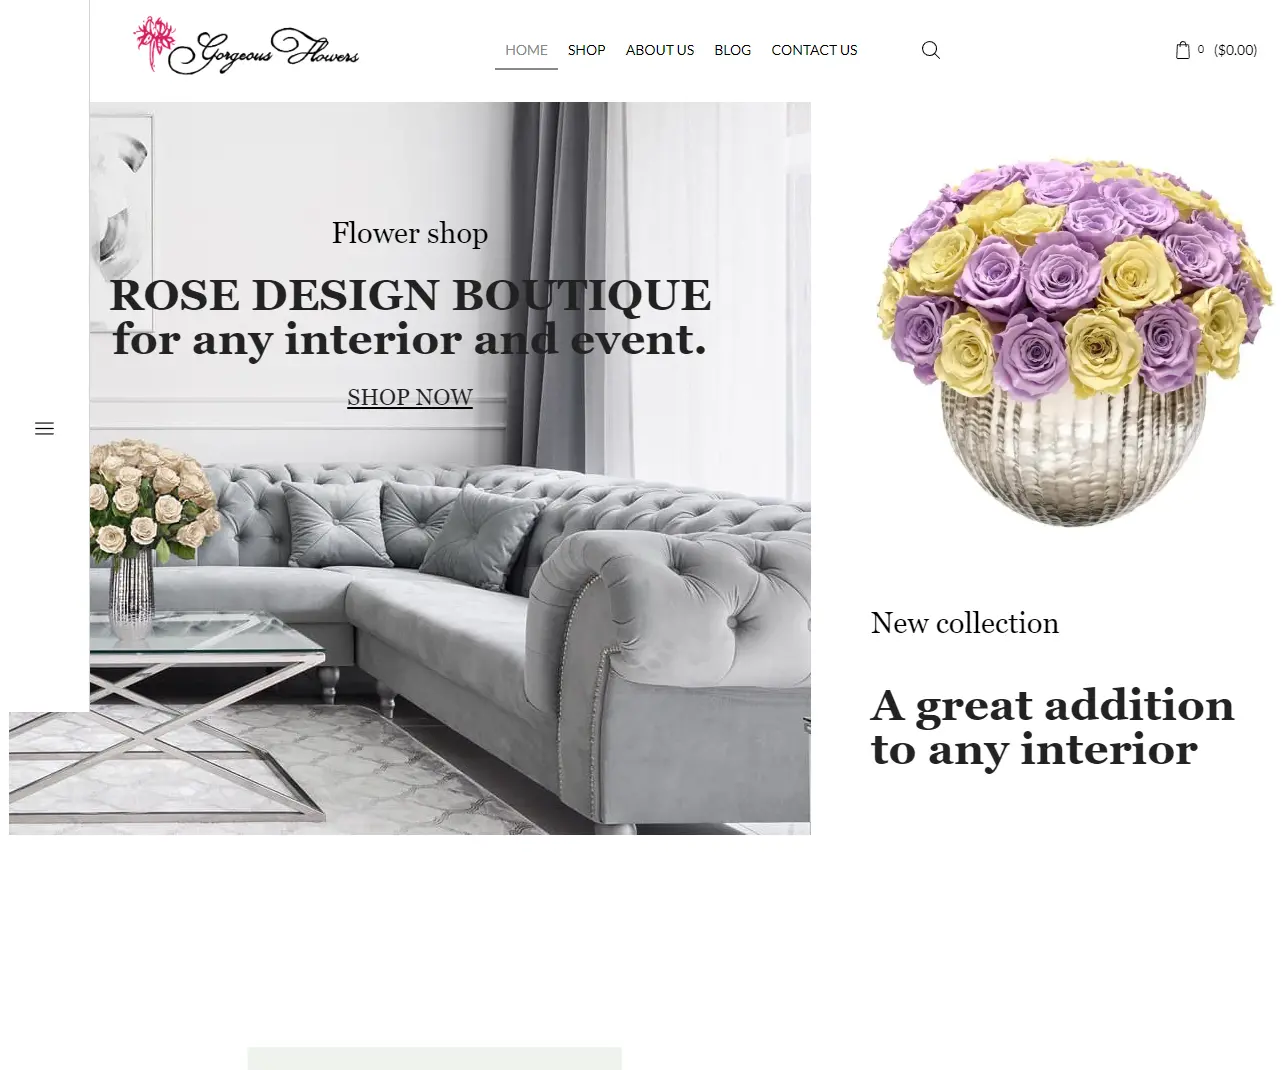 Gorgeous Flowers
HOME SHOP ABOUT US BLOG CONTACT US
0 ($0.00)
Flower shop
ROSE DESIGN BOUTIQUE
for any interior and event.
SHOP NOW
New collection
A great addition
to any interior